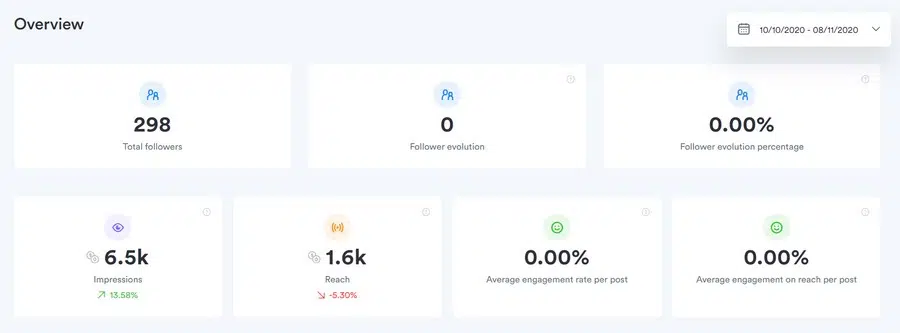 Overview
10/10/2020 - 08/11/2020
298
Total followers
0
Follower evolution
0.00%
Follower evolution percentage
6.5k
Impressions
13.58%
1.6k
Reach
-5.30%
0.00%
Average engagement rate per post
0.00%
Average engagement on reach per post